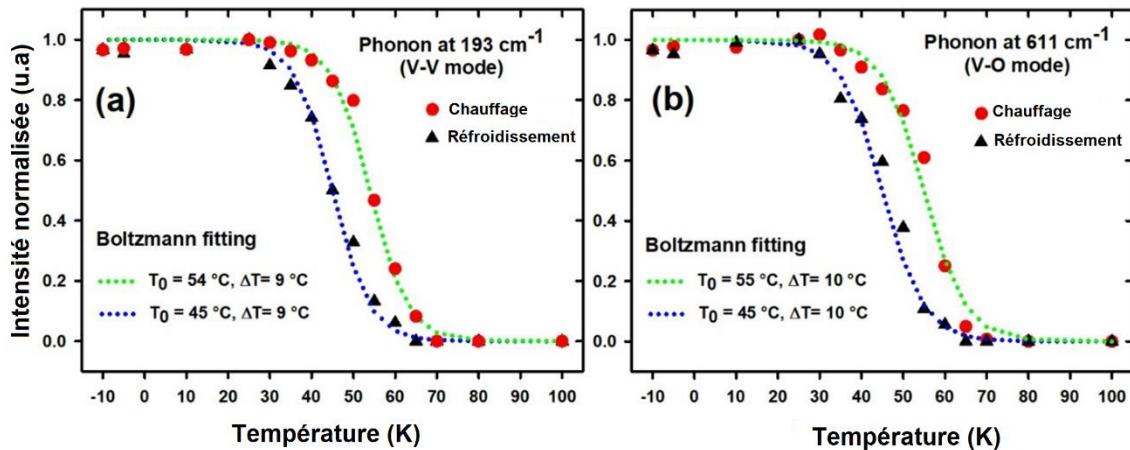 Intensité normalisée (u.a)
1.0
0.8
0.6
0.4
0.2
0.0
(a)
Phonon at 193 cm-1
(V-V mode)
Chauffage
Réfroidissement
Boltzmann fitting
T0 = 54 °C, ΔT= 9 °C
T0 = 45 °C, ΔT= 9 °C
-10 0 10 20 30 40 50 60 70 80 90 100
Température (K)
1.0
0.8
0.6
0.4
0.2
0.0
(b)
Phonon at 611 cm-1
(V-O mode)
Chauffage
Réfroidissement
Boltzmann fitting
T0 = 55 °C, ΔT= 10 °C
T0 = 45 °C, ΔT= 10 °C
-10 0 10 20 30 40 50 60 70 80 90 100
Température (K)